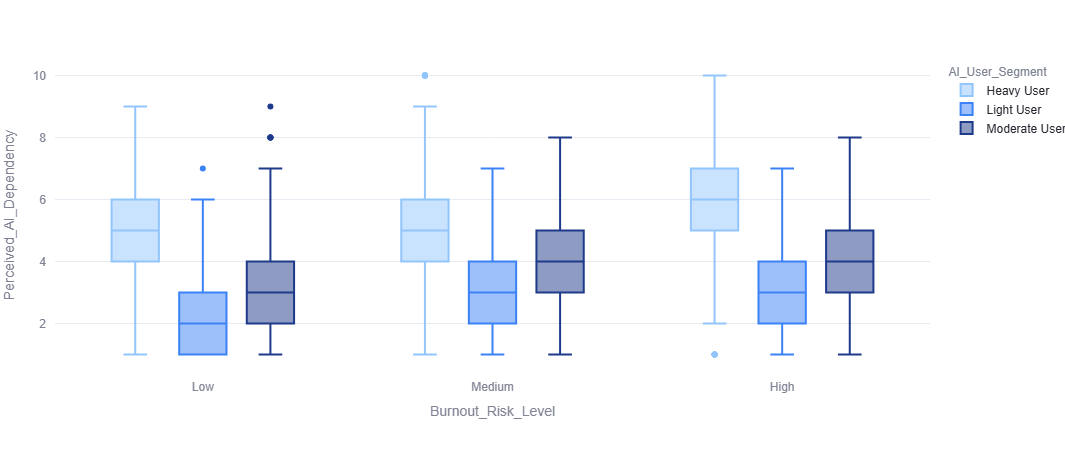 AI_User_Segment
Heavy User
Light User
Moderate User
Perceived_AI_Dependency
10
8
6
4
2
Low
Medium
High
Burnout_Risk_Level